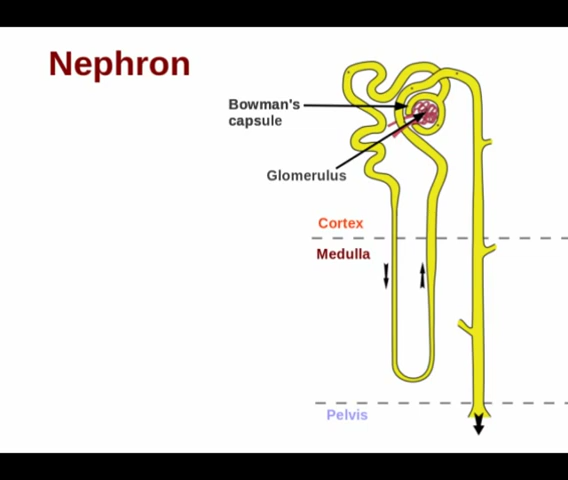 Nephron
Bowman's
capsule
Glomerulus
Cortex
Medulla
Pelvis